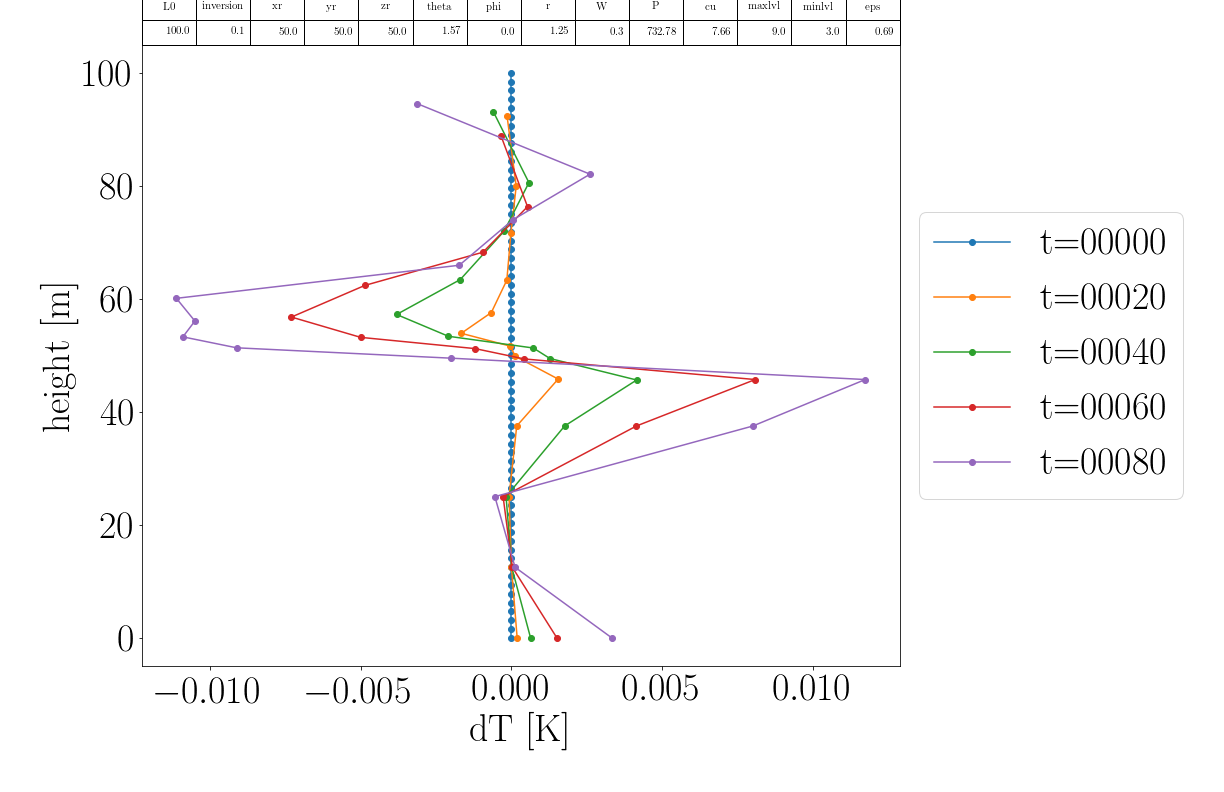 L0 inversion xr yr zr theta phi r W P cu maxlvl minlvl eps
100.0 0.1 50.0 50.0 50.0 1.57 0.0 1.25 0.3 732.78 7.66 9.0 3.0 0.69
100
80
60
40
20
0
height [m]
−0.010 −0.005 0.000 0.005 0.010
dT [K]
t=00000
t=00020
t=00040
t=00060
t=00080